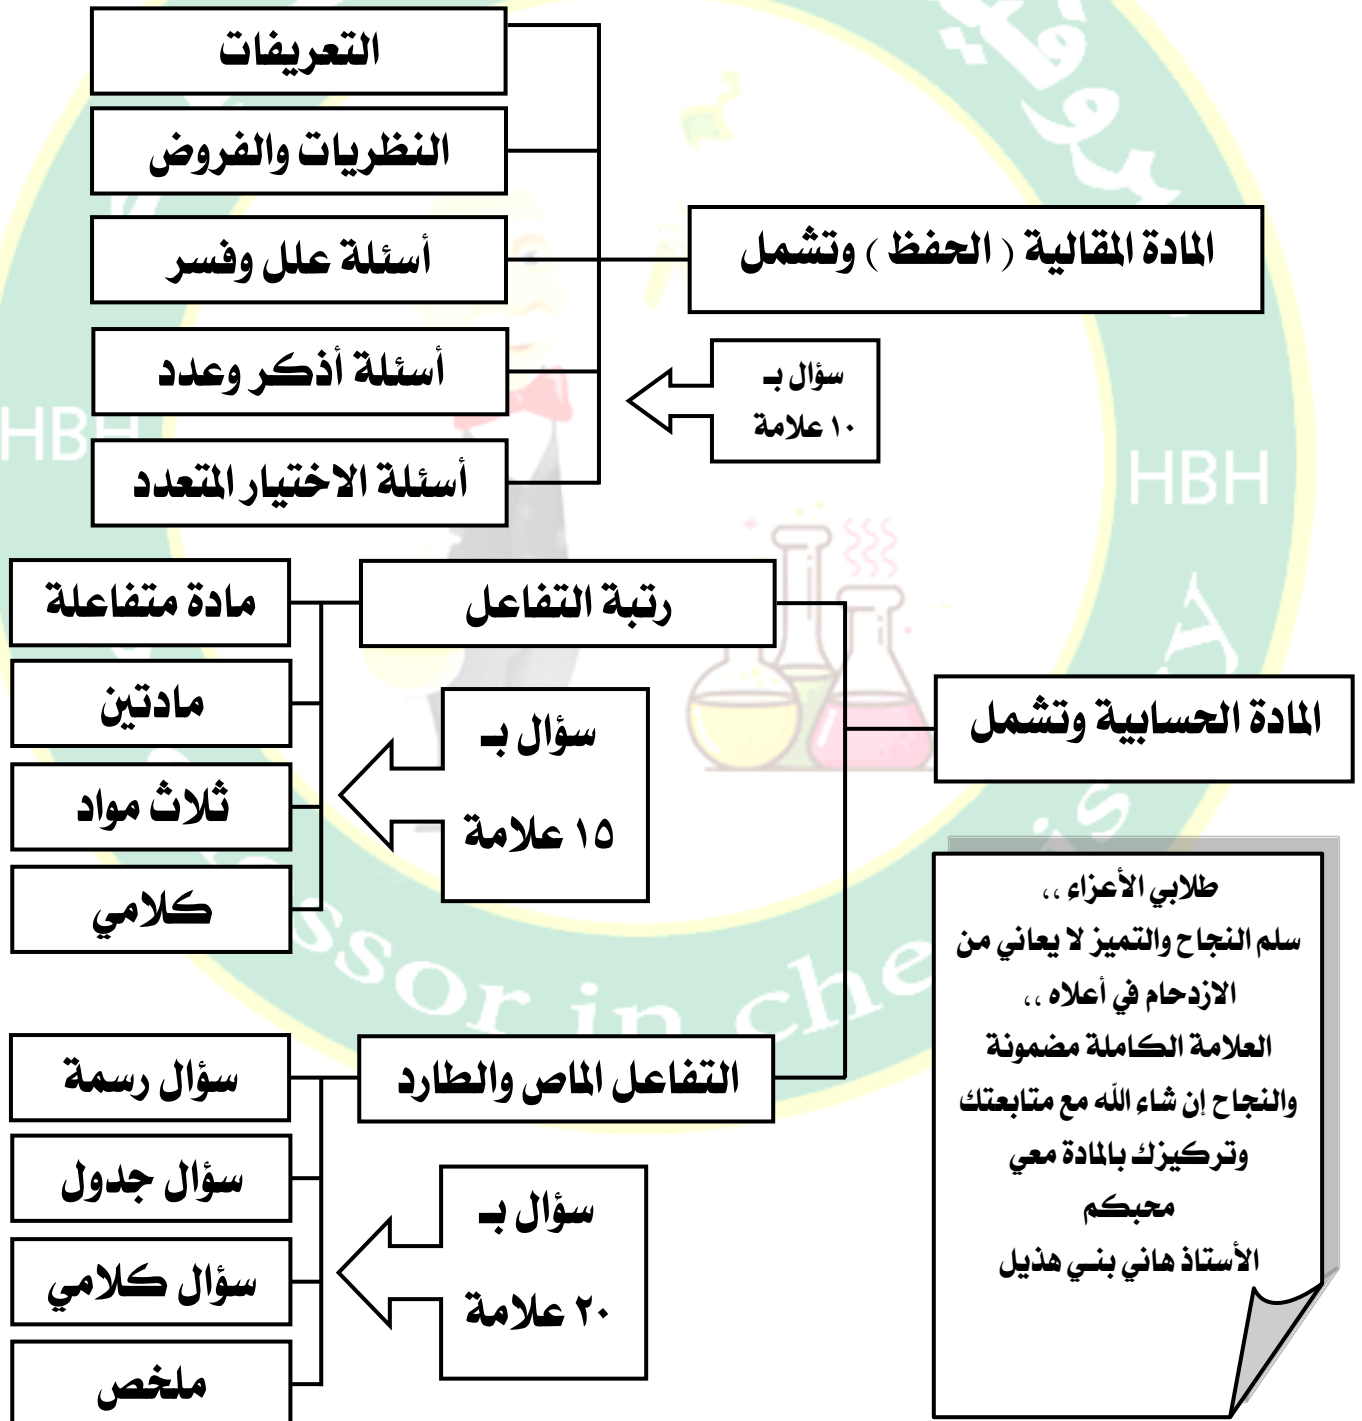 المادة المقالية ( الحفظ ) وتشمل
التعريفات
النظريات والفروض
أسئلة علل وفسر
أسئلة أذكر وعدد
أسئلة الاختيار المتعدد
سؤال بـ
١٠ علامة
المادة الحسابية وتشمل
رتبة التفاعل
مادة متفاعلة
مادتين
ثلاث مواد
كلامي
سؤال بـ
١٥ علامة
التفاعل الماص والطارد
سؤال رسمة
سؤال جدول
سؤال كلامي
ملخص
سؤال بـ
٢٠ علامة
طلابي الأعزاء ،،
سلم النجاح والتميز لا يعاني من
الازدحام في أعلاه ،،
العلامة الكاملة مضمونة
والنجاح إن شاء الله مع متابعتك
وتركيزك بالمادة معي
محبكم
الأستاذ هاني بنـي هذيل
HBH
HBH
ssor in che
is